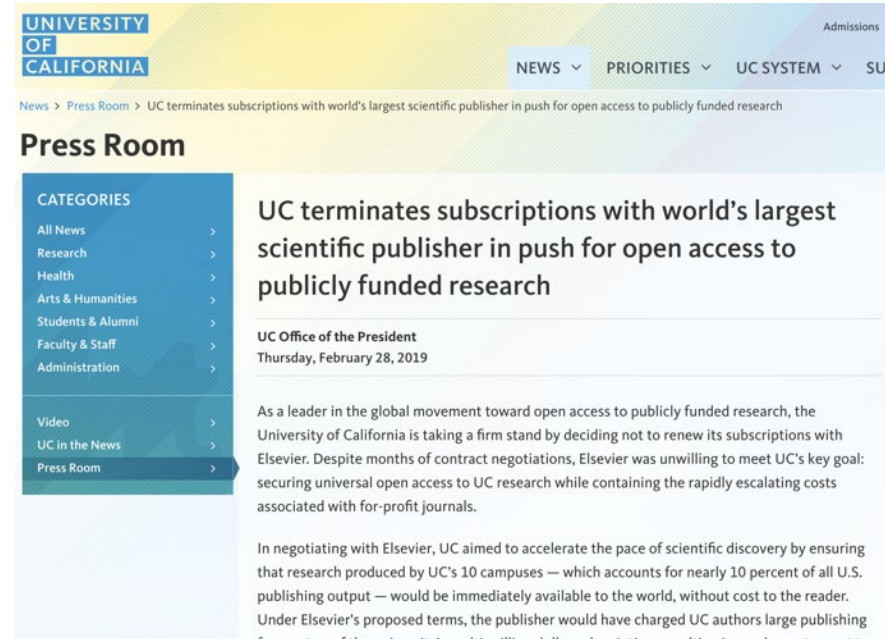 UNIVERSITY
OF
CALIFORNIA
Admissions
NEWS PRIORITIES UC SYSTEM SU
News > Press Room > UC terminates subscriptions with world's largest scientific publisher in push for open access to publicly funded research
Press Room
CATEGORIES
All News
Research
Health
Arts & Humanities
Students & Alumni
Faculty & Staff
Administration
Video
UC in the News
Press Room
UC terminates subscriptions with world's largest
scientific publisher in push for open access to
publicly funded research
UC Office of the President
Thursday, February 28, 2019
As a leader in the global movement toward open access to publicly funded research, the
University of California is taking a firm stand by deciding not to renew its subscriptions with
Elsevier. Despite months of contract negotiations, Elsevier was unwilling to meet UC's key goal:
securing universal open access to UC research while containing the rapidly escalating costs
associated with for-profit journals.
In negotiating with Elsevier, UC aimed to accelerate the pace of scientific discovery by ensuring
that research produced by UC's 10 campuses — which accounts for nearly 10 percent of all U.S.
publishing output — would be immediately available to the world, without cost to the reader.
Under Elsevier's proposed terms, the publisher would have charged UC authors large publishing